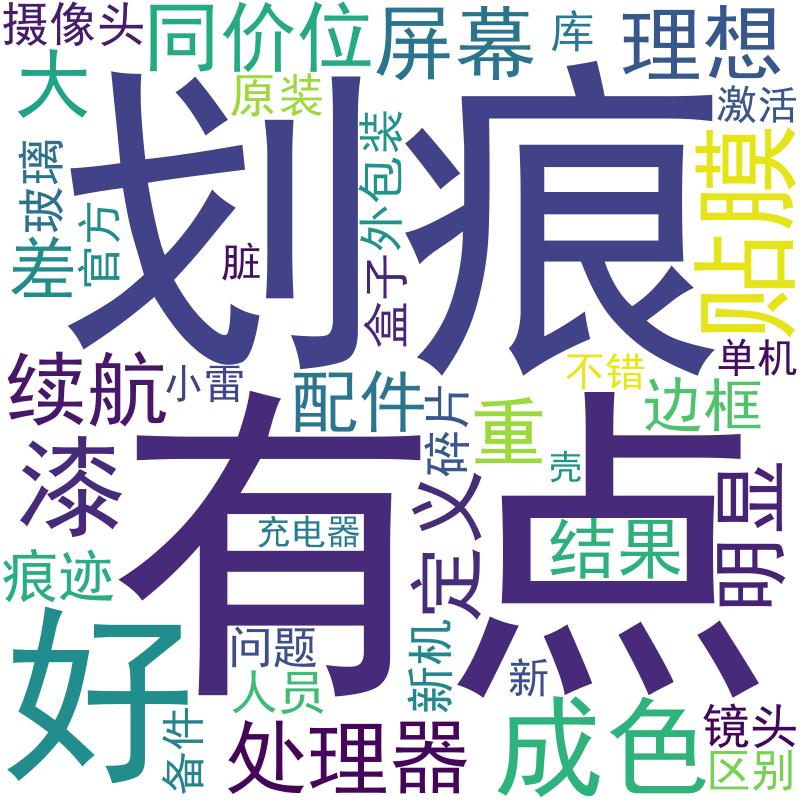 摄像头
同价位
屏幕
库
理想
大
原装
激活
划痕
玻璃
外包装
贴膜
差
官方
脏
盒子
单机
续航
小雷
配件
碎片
不错
边框
重
漆
有点
壳
明显
定义
充电器
结果
痕迹
好
问题
新机
新
人员
备件
处理器
成色
镜头
区别